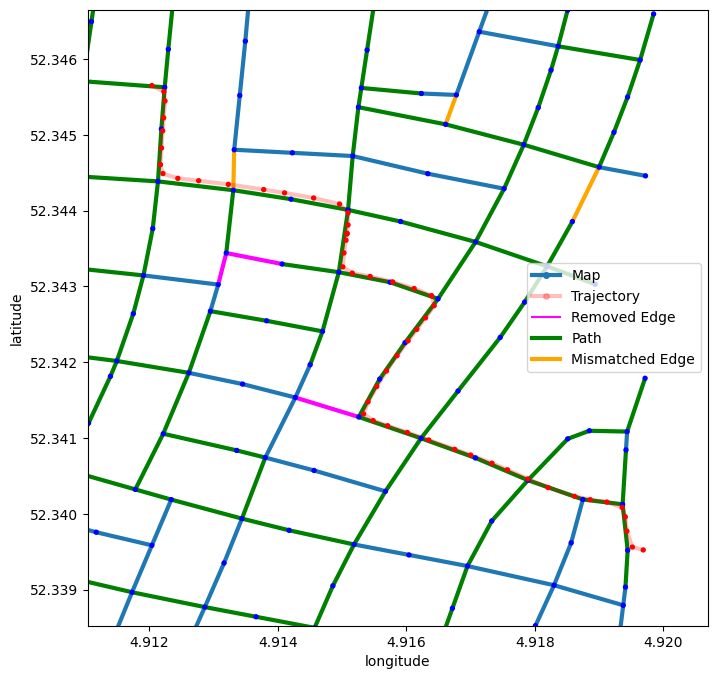 52.346
52.345
52.344
52.343
52.342
52.341
52.340
52.339
latitude
Map
Trajectory
Removed Edge
Path
Mismatched Edge
4.912 4.914 4.916 4.918 4.920
longitude